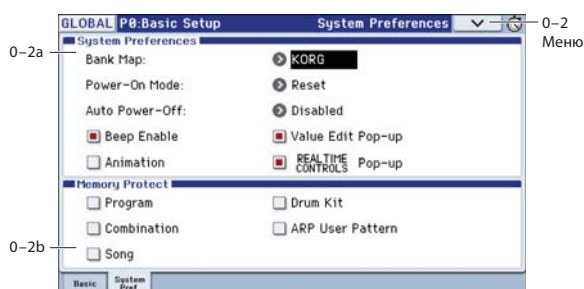 GLOBAL P0:Basic Setup System Preferences
0–2
Меню
0–2a
System Preferences
Bank Map: KORG
Power-On Mode: Reset
Auto Power-Off: Disabled
Beep Enable Value Edit Pop-up
Animation REALTIME CONTROLS Pop-up
Memory Protect
Program Drum Kit
Combination ARP User Pattern
0–2b
Song
Basic System Pref.